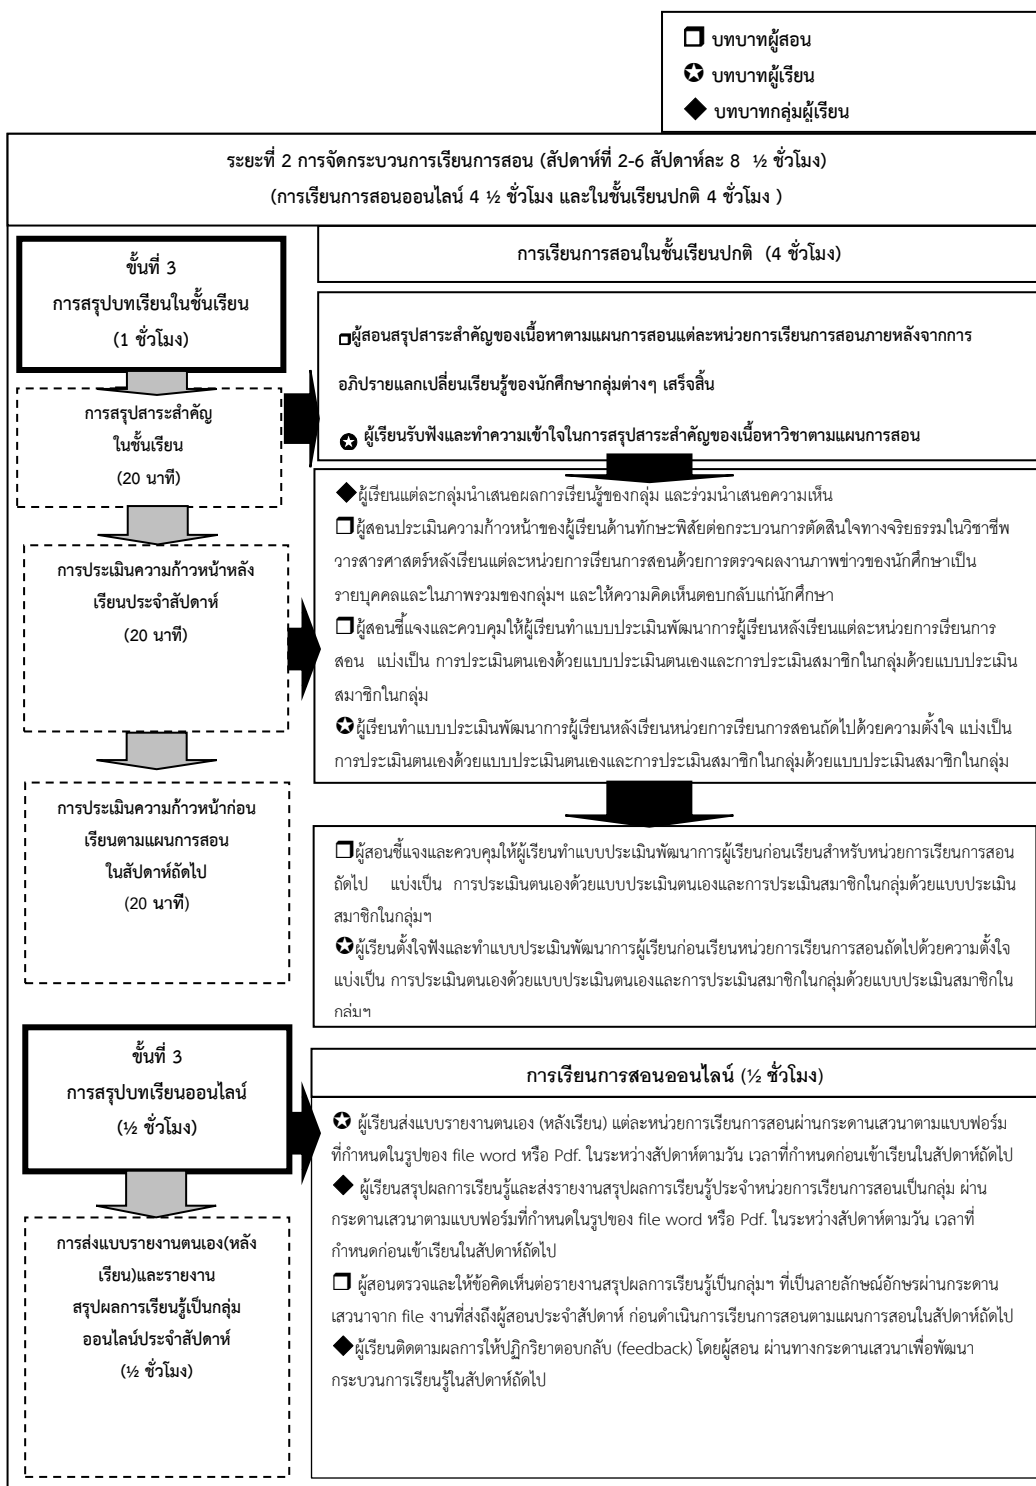 ❒ บทบาทผู้สอน
✪ บทบาทผู้เรียน
◆ บทบาทกลุ่มผู้เรียน
ระยะที่ 2 การจัดกระบวนการเรียนการสอน (สัปดาห์ที่ 2-6 สัปดาห์ละ 8 ½ ชั่วโมง)
(การเรียนการสอนออนไลน์ 4 ½ ชั่วโมง และในชั้นเรียนปกติ 4 ชั่วโมง )
ขั้นที่ 3
การสรุปบทเรียนในชั้นเรียน
(1 ชั่วโมง)
การเรียนการสอนในชั้นเรียนปกติ (4 ชั่วโมง)
การสรุปสาระสำคัญ
ในชั้นเรียน
(20 นาที)
❒ผู้สอนสรุปสาระสำคัญของเนื้อหาตามแผนการสอนแต่ละหน่วยการเรียนการสอนภายหลังจากการ
อภิปรายแลกเปลี่ยนเรียนรู้ของนักศึกษากลุ่มต่างๆ เสร็จสิ้น
✪ ผู้เรียนรับฟังและทำความเข้าใจในการสรุปสาระสำคัญของเนื้อหาวิชาตามแผนการสอน
การประเมินความก้าวหน้าหลัง
เรียนประจำสัปดาห์
(20 นาที)
◆ผู้เรียนแต่ละกลุ่มนำเสนอผลการเรียนรู้ของกลุ่ม และร่วมนำเสนอความเห็น
❒ผู้สอนประเมินความก้าวหน้าของผู้เรียนด้านทักษะพิสัยต่อกระบวนการตัดสินใจทางจริยธรรมในวิชาชีพ
วารสารศาสตร์หลังเรียนแต่ละหน่วยการเรียนการสอนด้วยการตรวจผลงานภาพข่าวของนักศึกษาเป็น
รายบุคคลและในภาพรวมของกลุ่มฯ และให้ความคิดเห็นตอบกลับแก่นักศึกษา
❒ผู้สอนชี้แจงและควบคุมให้ผู้เรียนทำแบบประเมินพัฒนาการผู้เรียนหลังเรียนแต่ละหน่วยการเรียนการ
สอน แบ่งเป็น การประเมินตนเองด้วยแบบประเมินตนเองและการประเมินสมาชิกในกลุ่มด้วยแบบประเมิน
สมาชิกในกลุ่ม
✪ผู้เรียนทำแบบประเมินพัฒนาการผู้เรียนหลังเรียนหน่วยการเรียนการสอนถัดไปด้วยความตั้งใจ แบ่งเป็น
การประเมินตนเองด้วยแบบประเมินตนเองและการประเมินสมาชิกในกลุ่มด้วยแบบประเมินสมาชิกในกลุ่ม
การประเมินความก้าวหน้าก่อน
เรียนตามแผนการสอน
ในสัปดาห์ถัดไป
(20 นาที)
❒ผู้สอนชี้แจงและควบคุมให้ผู้เรียนทำแบบประเมินพัฒนาการผู้เรียนก่อนเรียนสำหรับหน่วยการเรียนการสอน
ถัดไป แบ่งเป็น การประเมินตนเองด้วยแบบประเมินตนเองและการประเมินสมาชิกในกลุ่มด้วยแบบประเมิน
สมาชิกในกลุ่มฯ
✪ผู้เรียนตั้งใจฟังและทำแบบประเมินพัฒนาการผู้เรียนก่อนเรียนหน่วยการเรียนการสอนถัดไปด้วยความตั้งใจ
แบ่งเป็น การประเมินตนเองด้วยแบบประเมินตนเองและการประเมินสมาชิกในกลุ่มด้วยแบบประเมินสมาชิกใน
กลุ่มฯ
ขั้นที่ 3
การสรุปบทเรียนออนไลน์
(½ ชั่วโมง)
การเรียนการสอนออนไลน์ (½ ชั่วโมง)
การส่งแบบรายงานตนเอง(หลัง
เรียน)และรายงาน
สรุปผลการเรียนรู้เป็นกลุ่ม
ออนไลน์ประจำสัปดาห์
(½ ชั่วโมง)
✪ ผู้เรียนส่งแบบรายงานตนเอง (หลังเรียน) แต่ละหน่วยการเรียนการสอนผ่านกระดานเสวนาตามแบบฟอร์ม
ที่กำหนดในรูปของ file word หรือ Pdf. ในระหว่างสัปดาห์ตามวัน เวลาที่กำหนดก่อนเข้าเรียนในสัปดาห์ถัดไป
◆ ผู้เรียนสรุปผลการเรียนรู้และส่งรายงานสรุปผลการเรียนรู้ประจำหน่วยการเรียนการสอนเป็นกลุ่ม ผ่าน
กระดานเสวนาตามแบบฟอร์มที่กำหนดในรูปของ file word หรือ Pdf. ในระหว่างสัปดาห์ตามวัน เวลาที่
กำหนดก่อนเข้าเรียนในสัปดาห์ถัดไป
❒ ผู้สอนตรวจและให้ข้อคิดเห็นต่อรายงานสรุปผลการเรียนรู้เป็นกลุ่มฯ ที่เป็นลายลักษณ์อักษรผ่านกระดาน
เสวนาจาก file งานที่ส่งถึงผู้สอนประจำสัปดาห์ ก่อนดำเนินการเรียนการสอนตามแผนการสอนในสัปดาห์ถัดไป
◆ผู้เรียนติดตามผลการให้ปฏิกริยาตอบกลับ (feedback) โดยผู้สอน ผ่านทางกระดานเสวนาเพื่อพัฒนา
กระบวนการเรียนรู้ในสัปดาห์ถัดไป